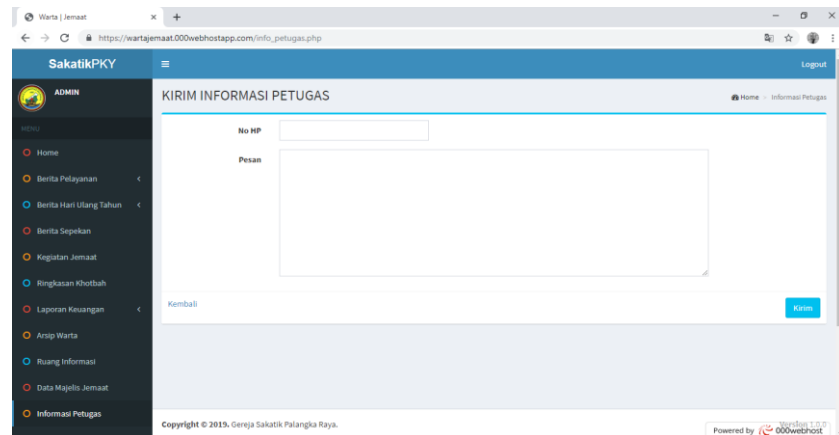 Warta | Jemaat
https://wartajemaat.000webhostapp.com/info_petugas.php
SakatikPKY
Logout
ADMIN
KIRIM INFORMASI PETUGAS
Home > Informasi Petugas
MENU
No HP
Home
Pesan
Berita Pelayanan
Berita Hari Ulang Tahun
Berita Sepekan
Kegiatan Jemaat
Ringkasan Khotbah
Kembali
Kirim
Laporan Keuangan
Arsip Warta
Ruang Informasi
Data Majelis Jemaat
Informasi Petugas
Copyright © 2019. Gereja Sakatik Palangka Raya.
Version 1.0.0
Powered by 000webhost